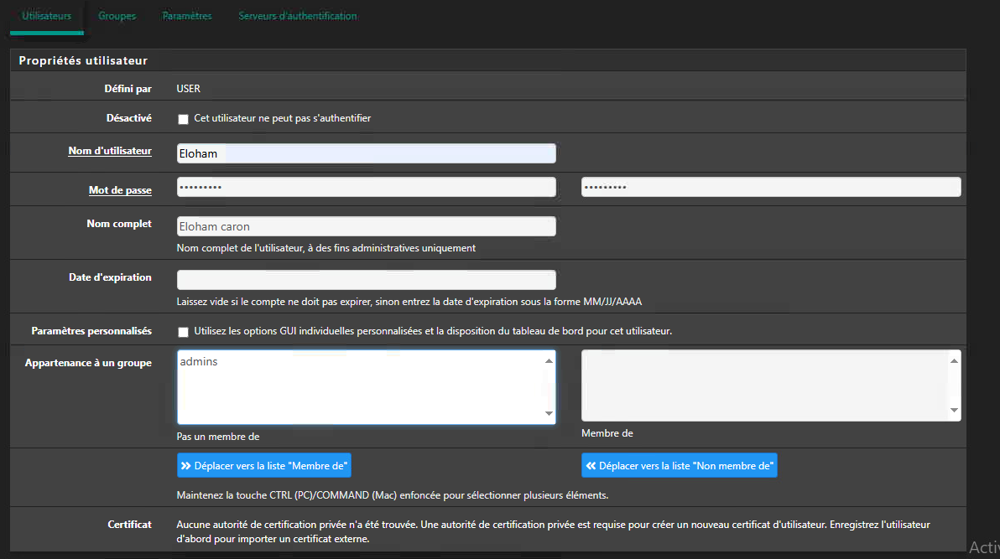 Utilisateurs Groupes Paramètres Serveurs d'authentification
Propriétés utilisateur
Défini par USER
Désactivé Cet utilisateur ne peut pas s'authentifier
Nom d'utilisateur Eloham
Mot de passe ••••••••• •••••••••
Nom complet Eloham caron
Nom complet de l'utilisateur, à des fins administratives uniquement
Date d'expiration
Laissez vide si le compte ne doit pas expirer, sinon entrez la date d'expiration sous la forme MM/JJ/AAAA
Paramètres personnalisés Utilisez les options GUI individuelles personnalisées et la disposition du tableau de bord pour cet utilisateur.
Appartenance à un groupe admins
Pas un membre de Membre de
Déplacer vers la liste "Membre de" Déplacer vers la liste "Non membre de"
Maintenez la touche CTRL (PC)/COMMAND (Mac) enfoncée pour sélectionner plusieurs éléments.
Certificat Aucune autorité de certification privée n'a été trouvée. Une autorité de certification privée est requise pour créer un nouveau certificat d'utilisateur. Enregistrez l'utilisateur
d'abord pour importer un certificat externe.